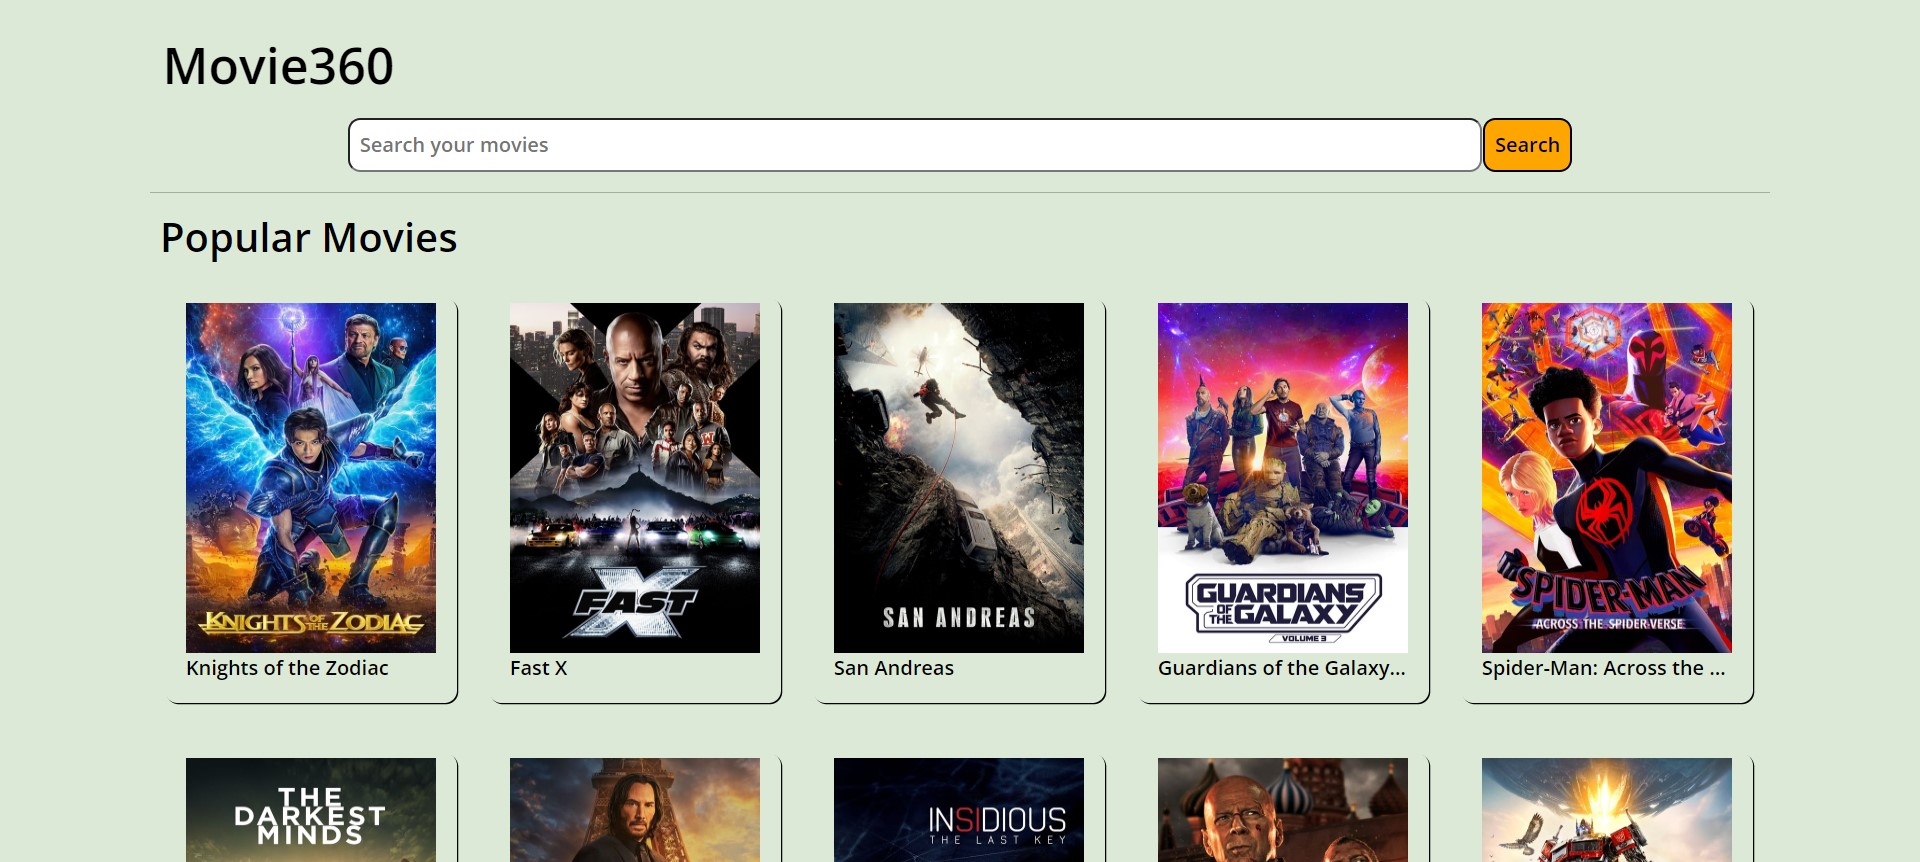 Movie360
Search your movies
Search
Popular Movies
KNIGHTS OF THE ZODIAC
FAST X
SAN ANDREAS
GUARDIANS
OF THE GALAXY
VOLUME 3
SPIDER-MAN
ACROSS THE SPIDER-VERSE
Knights of the Zodiac
Fast X
San Andreas
Guardians of the Galaxy...
Spider-Man: Across the ...
THE
DARKEST
MINDS
INSIDIOUS
THE LAST KEY